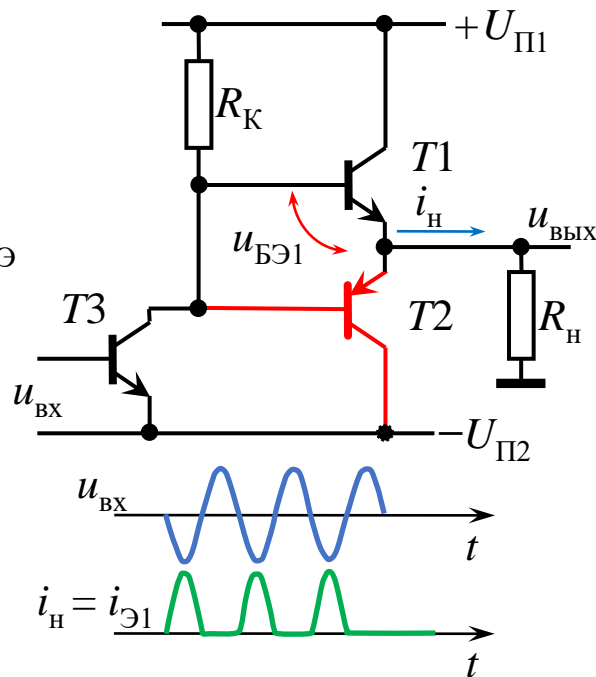 +U_П1
R_К
T1
i_н
u_вых
u_БЭ1
Э
T3
T2
R_н
u_вх
−U_П2
u_вх
t
i_н = i_Э1
t